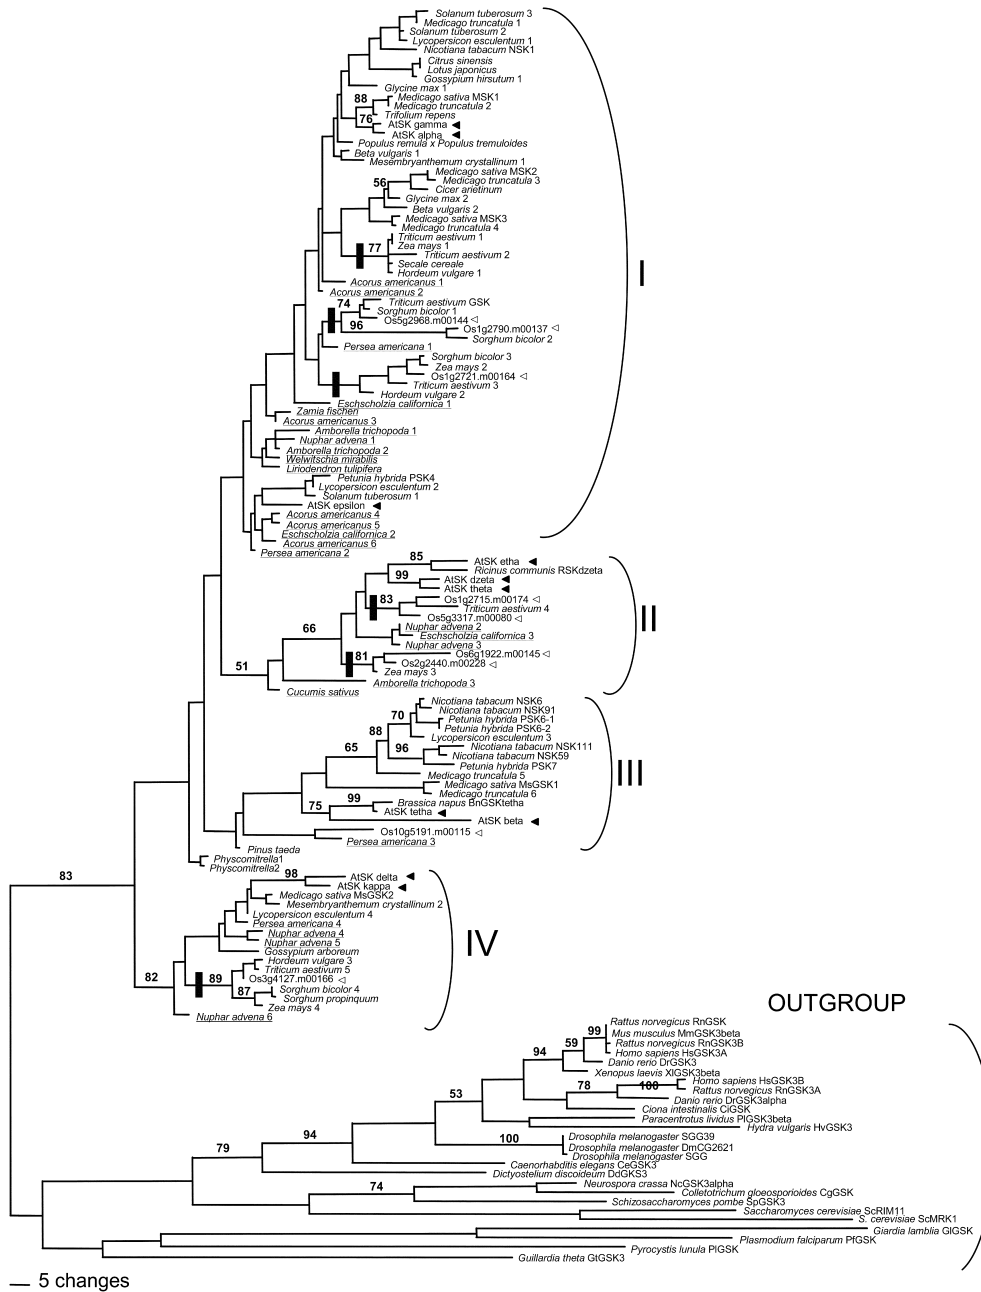 Solanum tuberosum 3
Medicago truncatula 1
Solanum tuberosum 2
Lycopersicon esculentum 1
Nicotiana tabacum NSK1
Citrus sinensis
Lotus japonicus
Gossypium hirsutum 1
Glycine max 1
88
Medicago sativa MSK1
Medicago truncatula 2
Trifolium repens
76
AtSK gamma
AtSK alpha
Populus remula x Populus tremuloides
Beta vulgaris 1
Mesembryanthemum crystallinum 1
Medicago sativa MSK2
Medicago truncatula 3
56
Cicer arietinum
Glycine max 2
Beta vulgaris 2
Medicago sativa MSK3
Medicago truncatula 4
Triticum aestivum 1
77
Zea mays 1
Triticum aestivum 2
Secale cereale
Hordeum vulgare 1
I
Acorus americanus 1
Acorus americanus 2
74
Triticum aestivum GSK
Sorghum bicolor 1
Os5g2968.m00144
96
Os1g2790.m00137
Sorghum bicolor 2
Persea americana 1
Sorghum bicolor 3
Zea mays 2
Os1g2721.m00164
Triticum aestivum 3
Hordeum vulgare 2
Eschscholzia californica 1
Zamia fischeri
Acorus americanus 3
Amborella trichopoda 1
Nuphar advena 1
Amborella trichopoda 2
Welwitschia mirabilis
Liriodendron tulipifera
Petunia hybrida PSK4
Lycopersicon esculentum 2
Solanum tuberosum 1
AtSK epsilon
Acorus americanus 4
Acorus americanus 5
Eschscholzia californica 2
Acorus americanus 6
Persea americana 2
85
AtSK etha
Ricinus communis RSKdzeta
99
AtSK dzeta
AtSK theta
83
Os1g2715.m00174
Triticum aestivum 4
Os5g3317.m00080
II
Nuphar advena 2
66
Eschscholzia californica 3
Nuphar advena 3
81
Os6g1922.m00145
Os2g2440.m00228
51
Zea mays 3
Amborella trichopoda 3
Cucumis sativus
Nicotiana tabacum NSK6
Nicotiana tabacum NSK91
70
Petunia hybrida PSK6-1
Petunia hybrida PSK6-2
88
Lycopersicon esculentum 3
65
96
Nicotiana tabacum NSK111
Nicotiana tabacum NSK59
Petunia hybrida PSK7
Medicago truncatula 5
III
Medicago sativa MsGSK1
Medicago truncatula 6
99
Brassica napus BnGSKtetha
75
AtSK tetha
AtSK beta
Os10g5191.m00115
Persea americana 3
Pinus taeda
Physcomitrella1
Physcomitrella2
83
98
AtSK delta
AtSK kappa
Medicago sativa MsGSK2
Mesembryanthemum crystallinum 2
Lycopersicon esculentum 4
Persea americana 4
Nuphar advena 4
Nuphar advena 5
IV
Gossypium arboreum
Hordeum vulgare 3
Triticum aestivum 5
82
89
Os3g4127.m00166
87
Sorghum bicolor 4
Sorghum propinquum
Zea mays 4
Nuphar advena 6
OUTGROUP
Rattus norvegicus RnGSK
99
Mus musculus MmGSK3beta
Rattus norvegicus RnGSK3B
59
Homo sapiens HsGSK3A
94
Danio rerio DrGSK3
Xenopus laevis XlGSK3beta
78
100
Homo sapiens HsGSK3B
Rattus norvegicus RnGSK3A
Danio rerio DrGSK3alpha
53
Ciona intestinalis CiGSK
Paracentrotus lividus PlGSK3beta
Hydra vulgaris HvGSK3
94
100
Drosophila melanogaster SGG39
Drosophila melanogaster DmCG2621
Drosophila melanogaster SGG
79
Caenorhabditis elegans CeGSK3
Dictyostelium discoideum DdGKS3
74
Neurospora crassa NcGSK3alpha
Colletotrichum gloeosporioides CgGSK
Schizosaccharomyces pombe SpGSK3
Saccharomyces cerevisiae ScRIM11
S. cerevisiae ScMRK1
Giardia lamblia GlGSK
Plasmodium falciparum PfGSK
Pyrocystis lunula PlGSK
Guillardia theta GtGSK3
5 changes